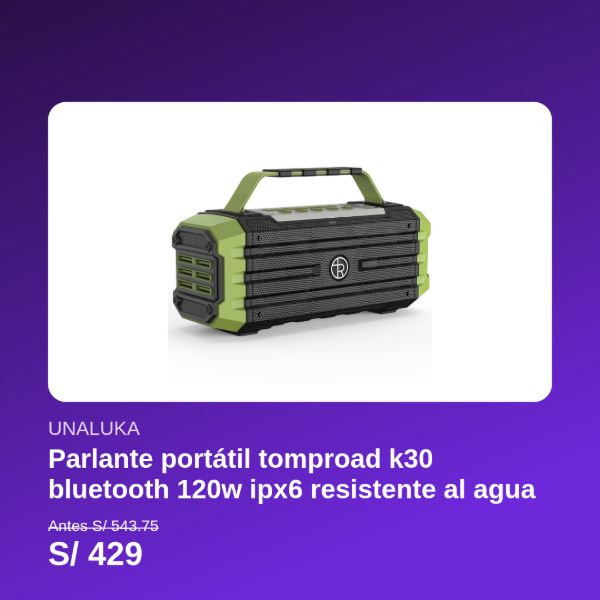 UNALUKA
Parlante portátil tomproad k30
bluetooth 120w ipx6 resistente al agua
Antes S/ 543.75
S/ 429